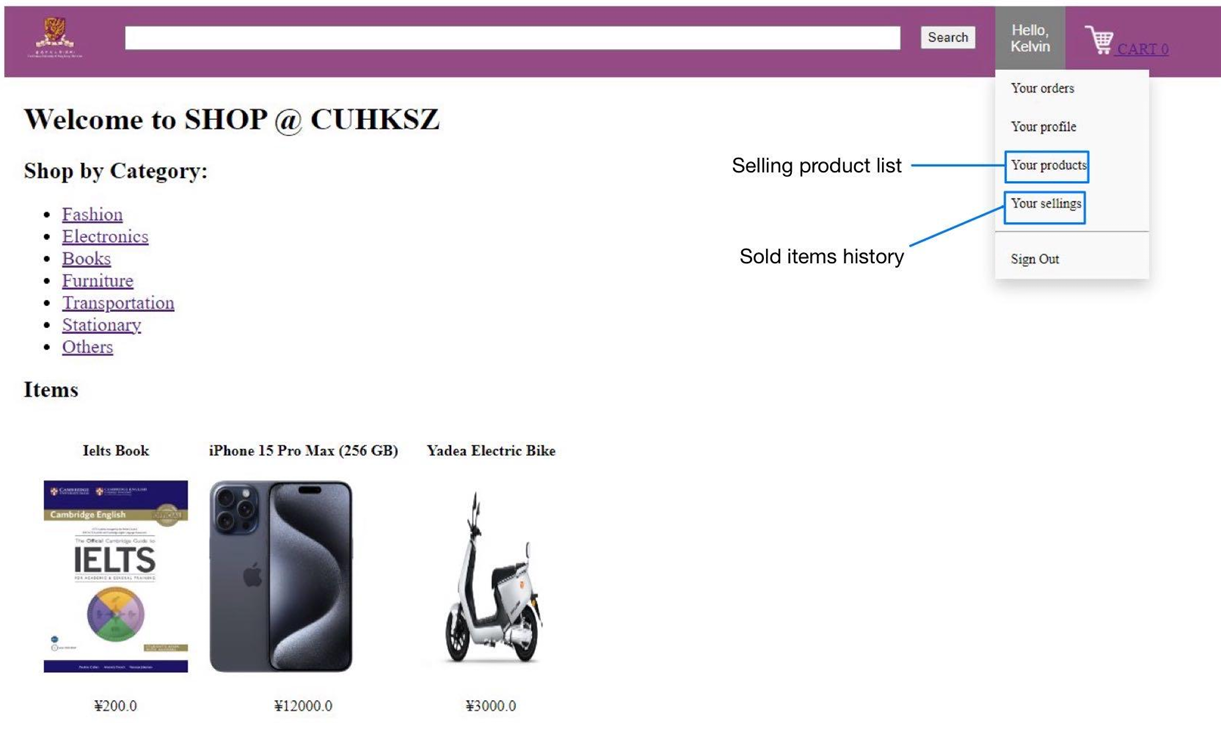 Search
Hello,
Kelvin
CART 0
Your orders
Your profile
Your products
Your sellings
Sign Out
Selling product list
Sold items history
Welcome to SHOP @ CUHKSZ
Shop by Category:
Fashion
Electronics
Books
Furniture
Transportation
Stationary
Others
Items
Ielts Book
iPhone 15 Pro Max (256 GB)
Yadea Electric Bike
Cambridge English
The Official Cambridge Guide to
IELTS
FOR ACADEMIC & GENERAL TRAINING
¥200.0
¥12000.0
¥3000.0